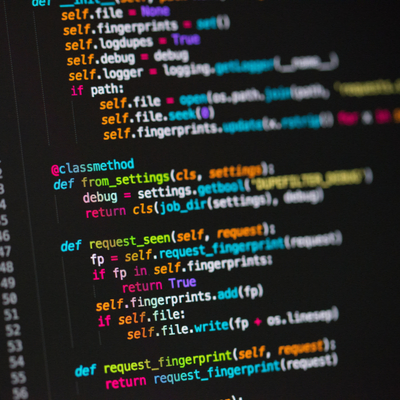 def __init__(self,
self.file = None
self.fingerprints = set()
self.logdupes = True
self.debug = debug
self.logger = logging.getLogger(__name__)
if path:
self.file = open(os.path.join(path, 'requests.
self.file.seek(0)
self.fingerprints.update(x.rstrip() for x in
@classmethod
def from_settings(cls, settings):
debug = settings.getbool('DUPEFILTER_DEBUG')
return cls(job_dir(settings), debug)
45
def request_seen(self, request):
46
fp = self.request_fingerprint(request)
47
if fp in self.fingerprints:
48
return True
49
self.fingerprints.add(fp)
50
if self.file:
51
self.file.write(fp + os.linesep)
52
53
def request_fingerprint(self, request):
54
return request_fingerprint(request)
55
56